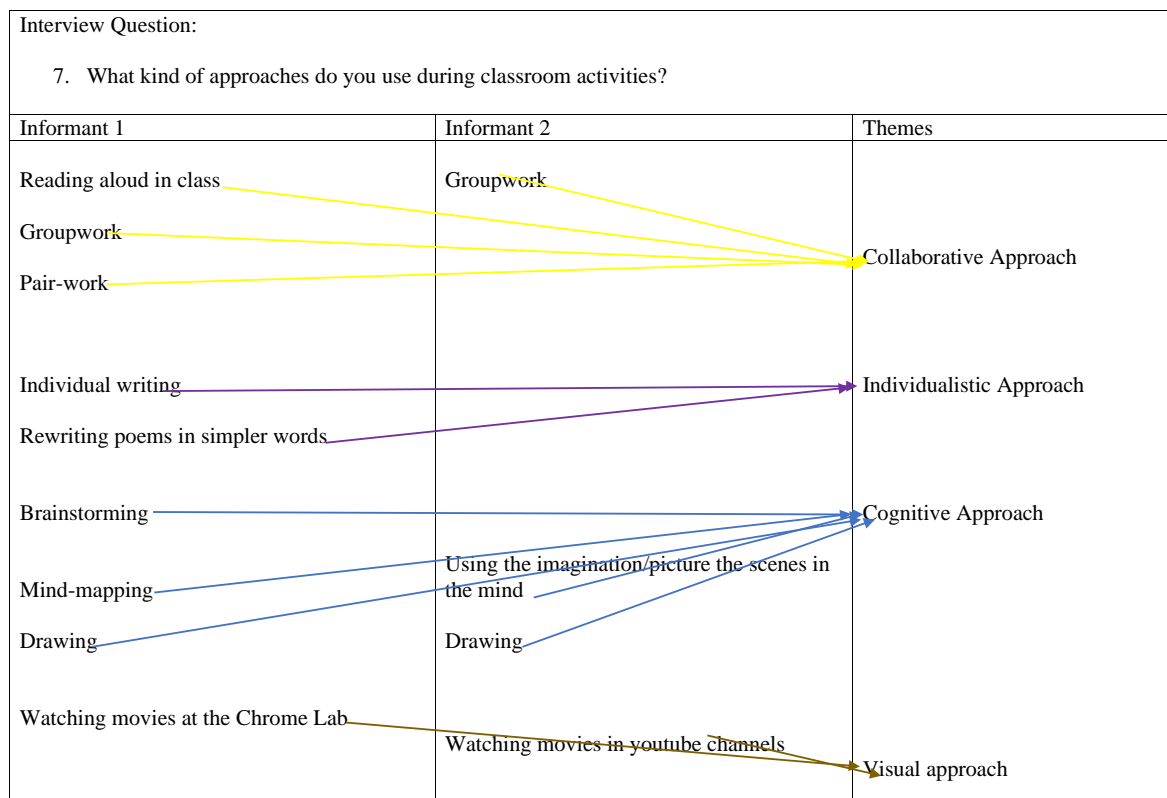 Interview Question:
7. What kind of approaches do you use during classroom activities?
Informant 1
Informant 2
Themes
Reading aloud in class
Groupwork
Groupwork
Collaborative Approach
Pair-work
Individual writing
Individualistic Approach
Rewriting poems in simpler words
Brainstorming
Cognitive Approach
Using the imagination/picture the scenes in
the mind
Mind-mapping
Drawing
Drawing
Watching movies at the Chrome Lab
Watching movies in youtube channels
Visual approach